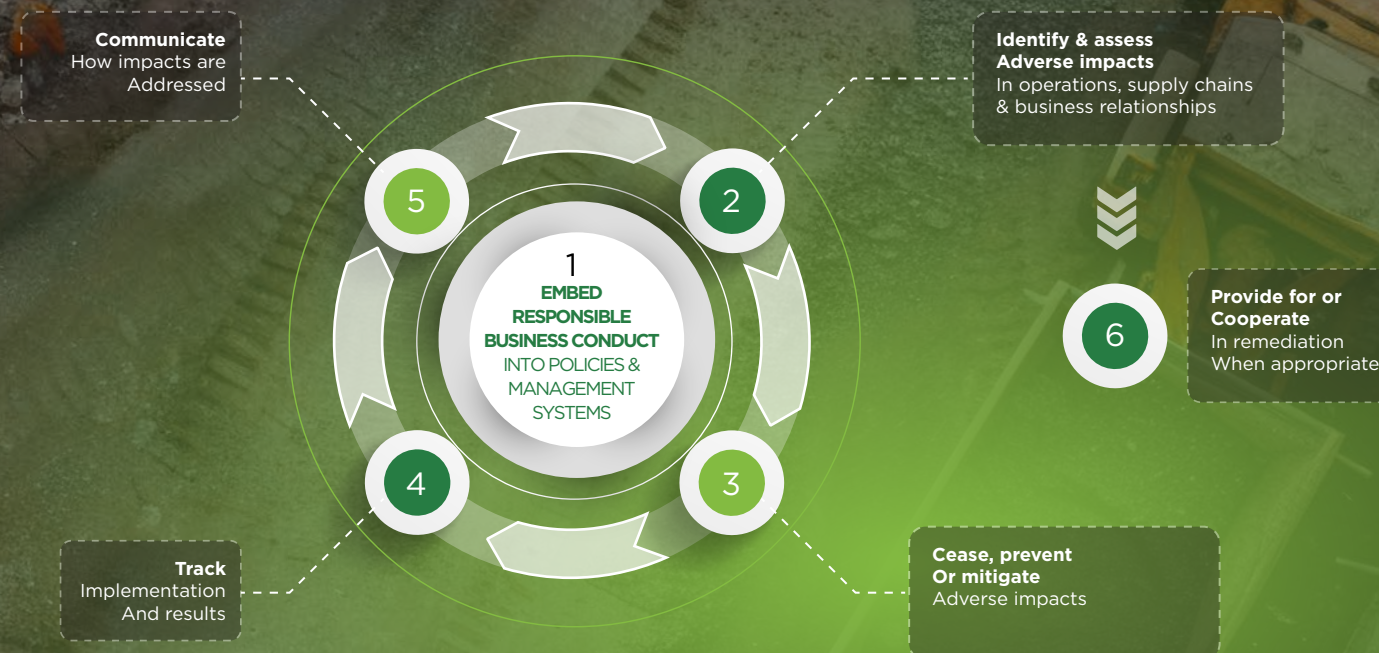 Communicate
How impacts are
Addressed
Identify & assess
Adverse impacts
In operations, supply chains
& business relationships
5
2
1
EMBED
RESPONSIBLE
BUSINESS CONDUCT
INTO POLICIES &
MANAGEMENT
SYSTEMS
6
Provide for or
Cooperate
In remediation
When appropriate
4
3
Track
Implementation
And results
Cease, prevent
Or mitigate
Adverse impacts